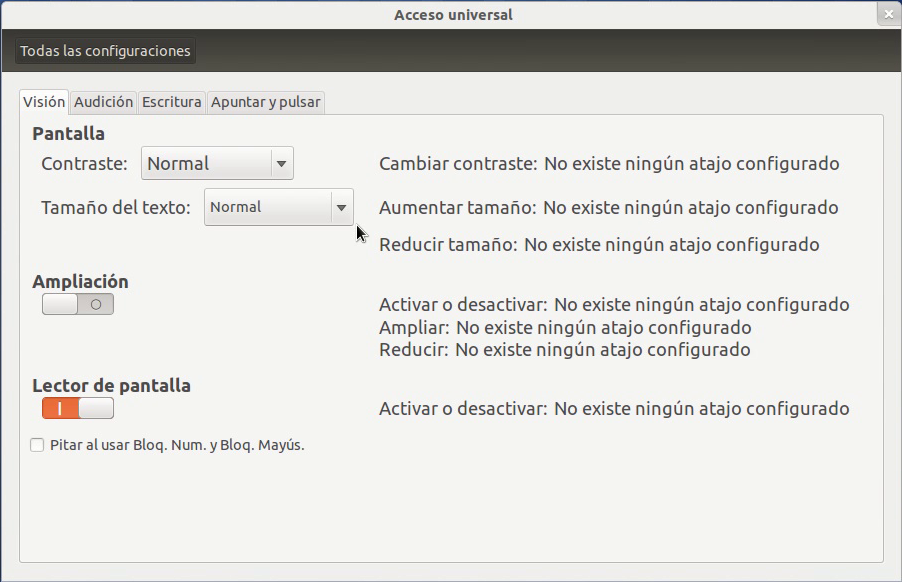 Acceso universal
Todas las configuraciones
Visión Audición Escritura Apuntar y pulsar
Pantalla
Contraste: Normal Cambiar contraste: No existe ningún atajo configurado
Tamaño del texto: Normal Aumentar tamaño: No existe ningún atajo configurado
Reducir tamaño: No existe ningún atajo configurado
Ampliación
Activar o desactivar: No existe ningún atajo configurado
Ampliar: No existe ningún atajo configurado
Reducir: No existe ningún atajo configurado
Lector de pantalla
Activar o desactivar: No existe ningún atajo configurado
Pitar al usar Bloq. Num. y Bloq. Mayús.